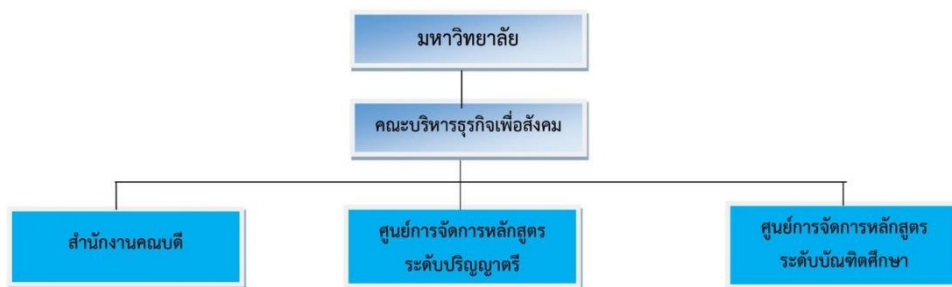 มหาวิทยาลัย
คณะบริหารธุรกิจเพื่อสังคม
สำนักงานคณบดี
ศูนย์การจัดการหลักสูตร
ระดับปริญญาตรี
ศูนย์การจัดการหลักสูตร
ระดับบัณฑิตศึกษา